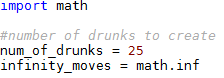 import math
#number of drunks to create
num_of_drunks = 25
infinity_moves = math.inf